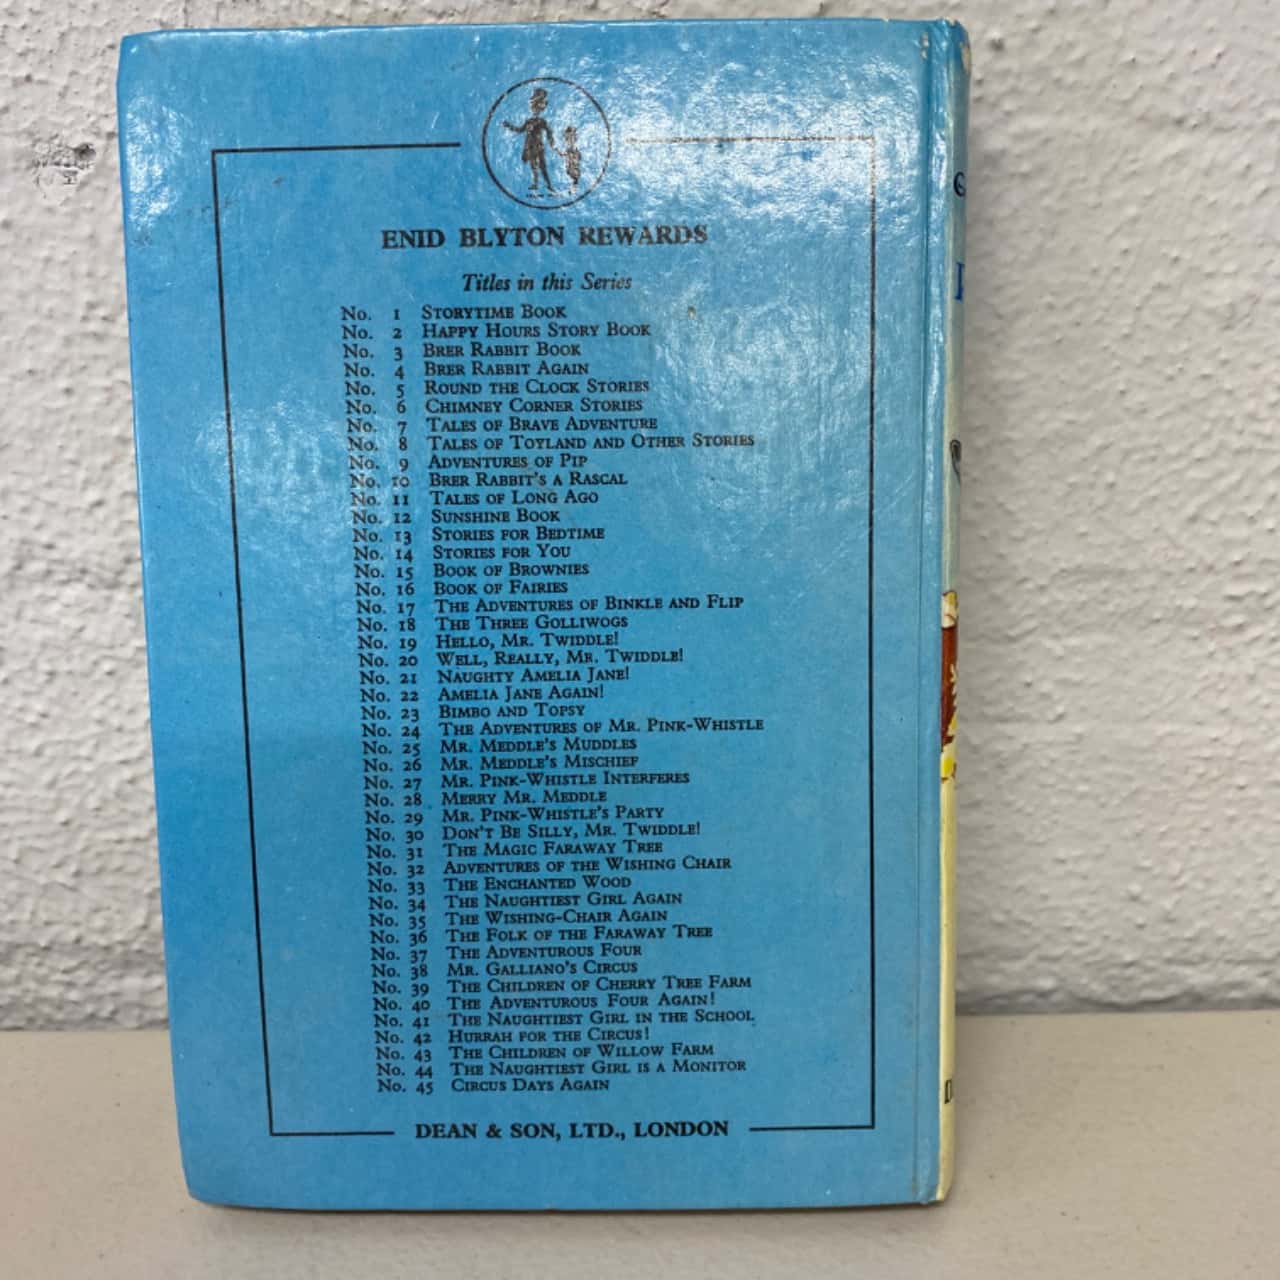 ENID BLYTON REWARDS
Titles in this Series
No. 1 STORYTIME BOOK
No. 2 HAPPY HOURS STORY BOOK
No. 3 BRER RABBIT BOOK
No. 4 BRER RABBIT AGAIN
No. 5 ROUND THE CLOCK STORIES
No. 6 CHIMNEY CORNER STORIES
No. 7 TALES OF BRAVE ADVENTURE
No. 8 TALES OF TOYLAND AND OTHER STORIES
No. 9 ADVENTURES OF PIP
No. 10 BRER RABBIT'S A RASCAL
No. 11 TALES OF LONG AGO
No. 12 SUNSHINE BOOK
No. 13 STORIES FOR BEDTIME
No. 14 STORIES FOR YOU
No. 15 BOOK OF BROWNIES
No. 16 BOOK OF FAIRIES
No. 17 THE ADVENTURES OF BINKLE AND FLIP
No. 18 THE THREE GOLLIWOGS
No. 19 HELLO, MR. TWIDDLE!
No. 20 WELL, REALLY, MR. TWIDDLE!
No. 21 NAUGHTY AMELIA JANE!
No. 22 AMELIA JANE AGAIN!
No. 23 BIMBO AND TOPSY
No. 24 THE ADVENTURES OF MR. PINK-WHISTLE
No. 25 MR. MEDDLE'S MUDDLES
No. 26 MR. MEDDLE'S MISCHIEF
No. 27 MR. PINK-WHISTLE INTERFERES
No. 28 MERRY MR. MEDDLE
No. 29 MR. PINK-WHISTLE'S PARTY
No. 30 DON'T BE SILLY, MR. TWIDDLE!
No. 31 THE MAGIC FARAWAY TREE
No. 32 ADVENTURES OF THE WISHING CHAIR
No. 33 THE ENCHANTED WOOD
No. 34 THE NAUGHTIEST GIRL AGAIN
No. 35 THE WISHING-CHAIR AGAIN
No. 36 THE FOLK OF THE FARAWAY TREE
No. 37 THE ADVENTUROUS FOUR
No. 38 MR. GALLIANO'S CIRCUS
No. 39 THE CHILDREN OF CHERRY TREE FARM
No. 40 THE ADVENTUROUS FOUR AGAIN!
No. 41 THE NAUGHTIEST GIRL IN THE SCHOOL
No. 42 HURRAH FOR THE CIRCUS!
No. 43 THE CHILDREN OF WILLOW FARM
No. 44 THE NAUGHTIEST GIRL IS A MONITOR
No. 45 CIRCUS DAYS AGAIN
DEAN & SON, LTD., LONDON